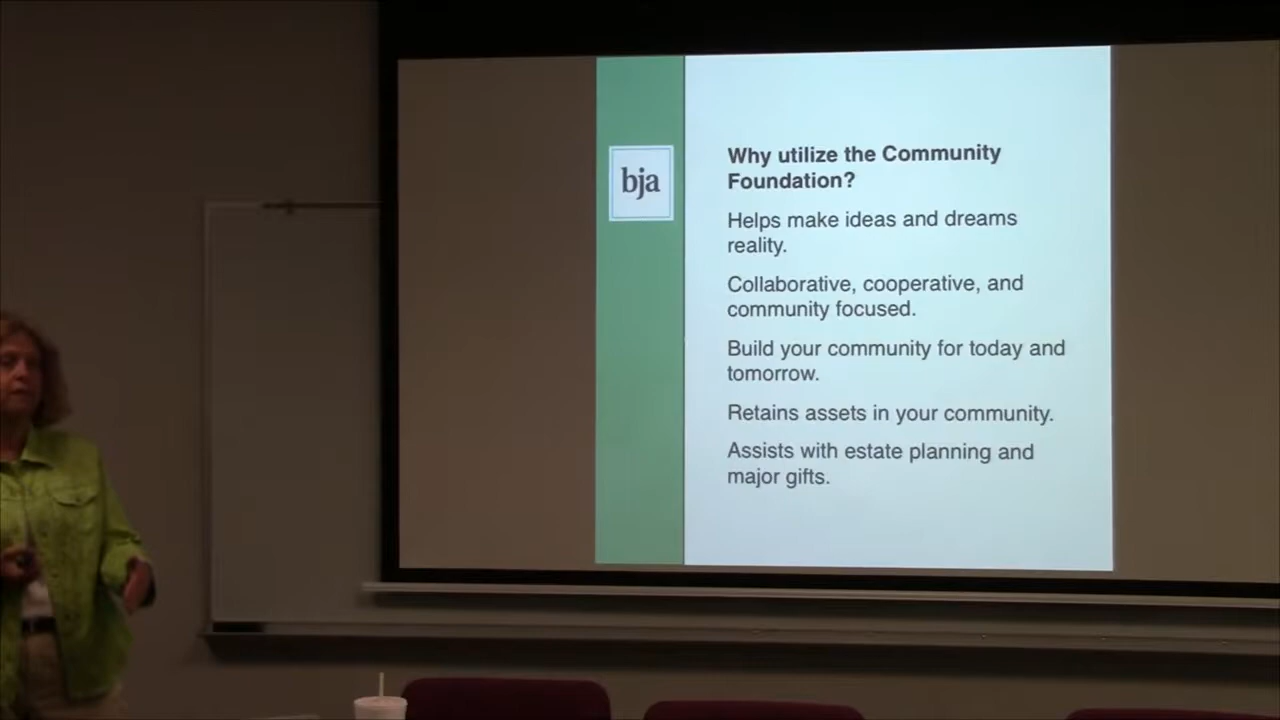 bja
Why utilize the Community
Foundation?
Helps make ideas and dreams
reality.
Collaborative, cooperative, and
community focused.
Build your community for today and
tomorrow.
Retains assets in your community.
Assists with estate planning and
major gifts.